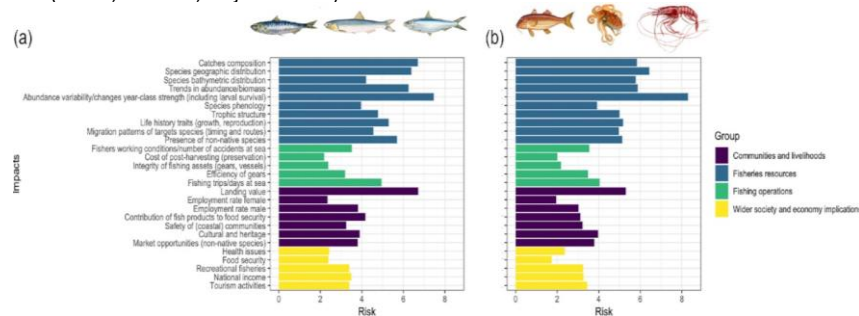 (a)
(b)
Catches composition
Species geographic distribution
Species bathymetric distribution
Trends in abundance/biomass
Abundance variability/changes year-class strength (including larval survival)
Species phenology
Trophic structure
Life history traits (growth, reproduction)
Migration patterns of targets species (timing and routes)
Presence of non-native species
Fishers working conditions/number of accidents at sea
Cost of post-harvesting (preservation)
Integrity of fishing assets (gears, vessels)
Efficiency of gears
Fishing trips/days at sea
Landing value
Employment rate female
Employment rate male
Contribution of fish products to food security
Safety of (coastal) communities
Cultural and heritage
Market opportunities (non-native species)
Health issues
Food security
Recreational fisheries
National income
Tourism activities
Impacts
0 2 4 6 8
Risk
0 2 4 6 8
Risk
Group
Communities and livelihoods
Fisheries resources
Fishing operations
Wider society and economy implication